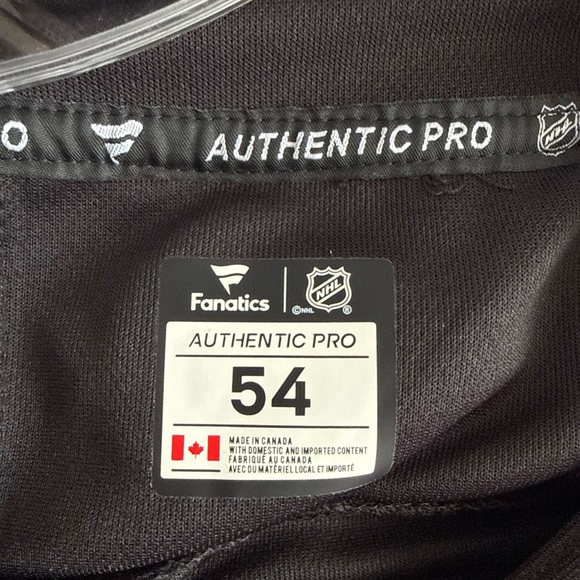 O
AUTHENTIC PRO
Fanatics
NHL
©NHL ®
AUTHENTIC PRO
54
MADE IN CANADA
WITH DOMESTIC AND IMPORTED CONTENT
FABRIQUÉ AU CANADA
AVEC DU MATÉRIEL LOCAL ET IMPORTÉ